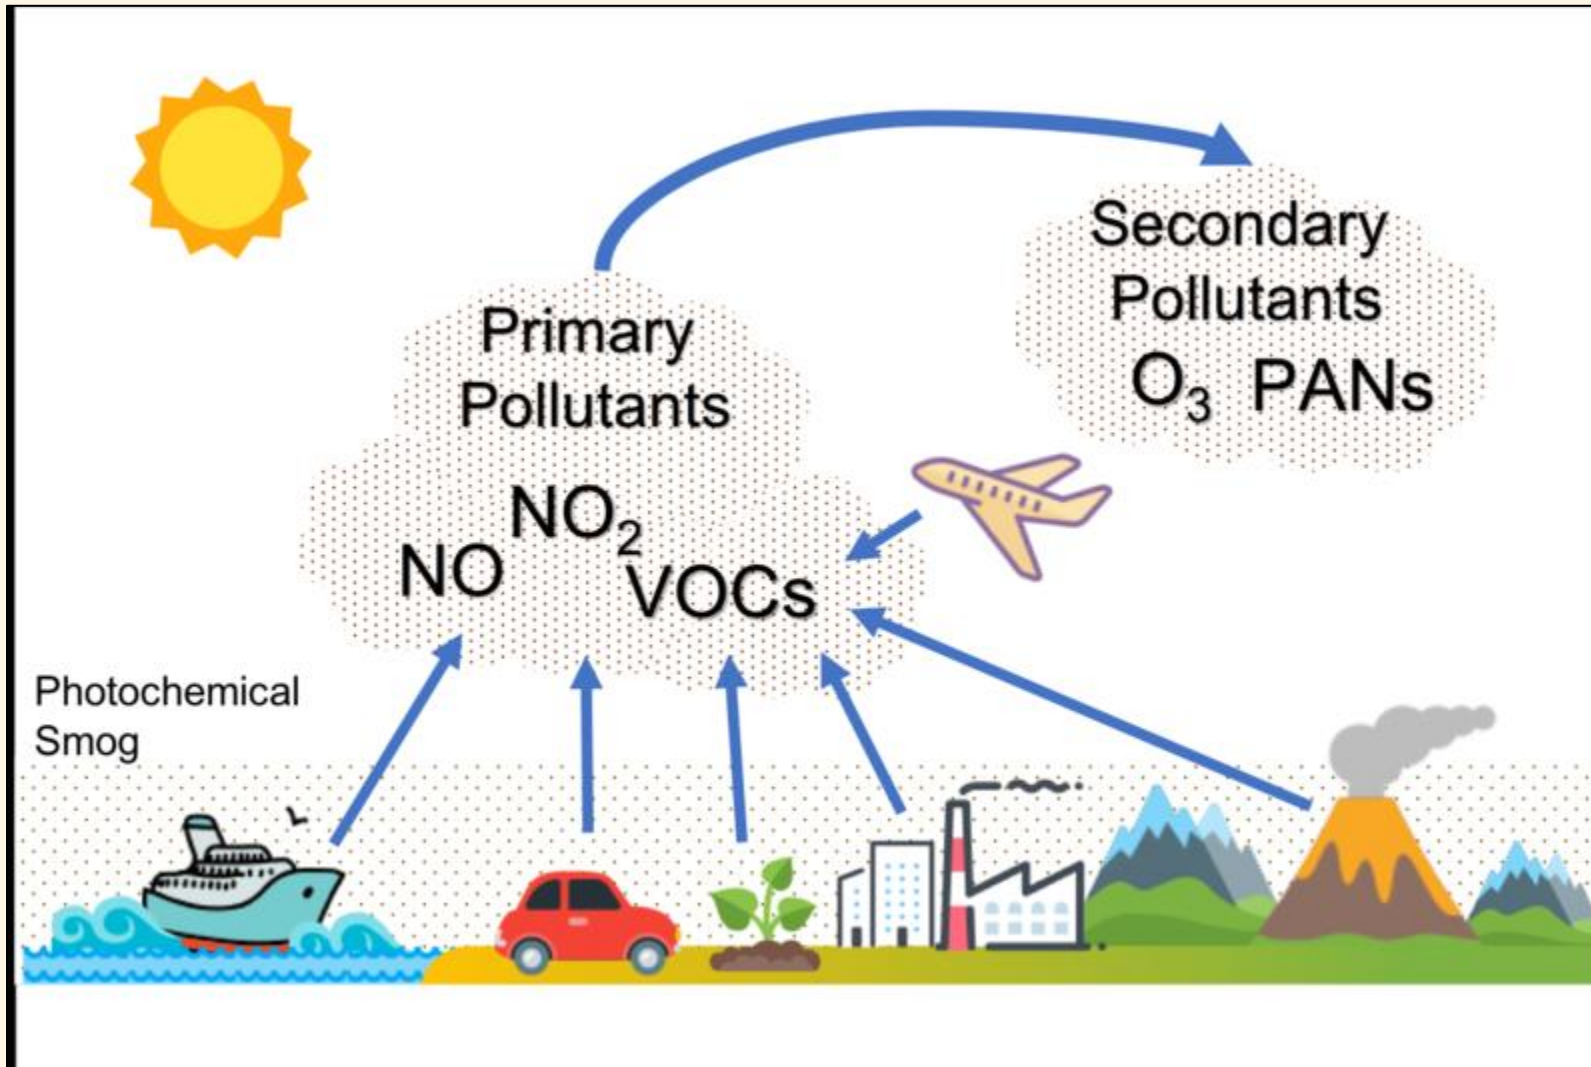 Secondary
Pollutants
O₃ PANs
Primary
Pollutants
NO₂
NO
VOCs
Photochemical
Smog